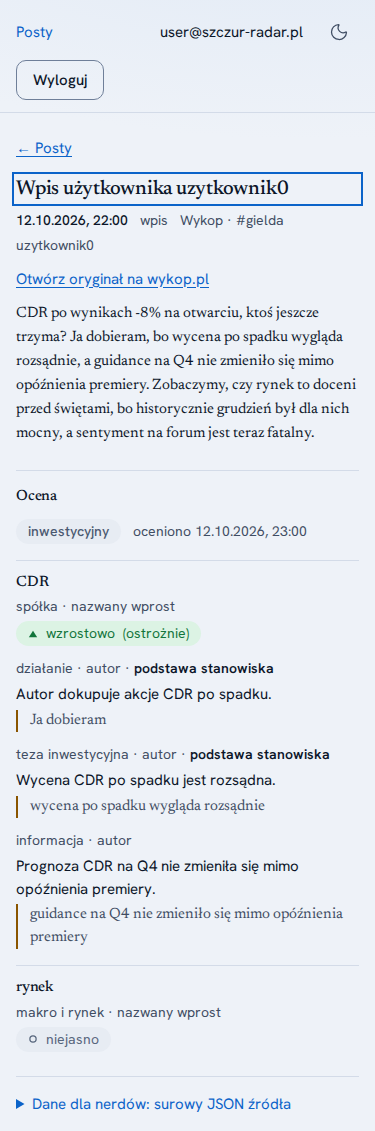 Posty
user@szczur-radar.pl
Wyloguj
← Posty
Wpis użytkownika uzytkownik0
12.10.2026, 22:00 wpis Wykop · #gielda
uzytkownik0
Otwórz oryginał na wykop.pl
CDR po wynikach -8% na otwarciu, ktoś jeszcze
trzyma? Ja dobieram, bo wycena po spadku wygląda
rozsądnie, a guidance na Q4 nie zmieniło się mimo
opóźnienia premiery. Zobaczymy, czy rynek to doceni
przed świętami, bo historycznie grudzień był dla nich
mocny, a sentyment na forum jest teraz fatalny.
Ocena
inwestycyjny oceniono 12.10.2026, 23:00
CDR
spółka · nazwany wprost
▲ wzrostowo (ostrożnie)
działanie · autor · podstawa stanowiska
Autor dokupuje akcje CDR po spadku.
Ja dobieram
teza inwestycyjna · autor · podstawa stanowiska
Wycena CDR po spadku jest rozsądna.
wycena po spadku wygląda rozsądnie
informacja · autor
Prognoza CDR na Q4 nie zmieniła się mimo
opóźnienia premiery.
guidance na Q4 nie zmieniło się mimo opóźnienia
premiery
rynek
makro i rynek · nazwany wprost
niejasno
▶ Dane dla nerdów: surowy JSON źródła